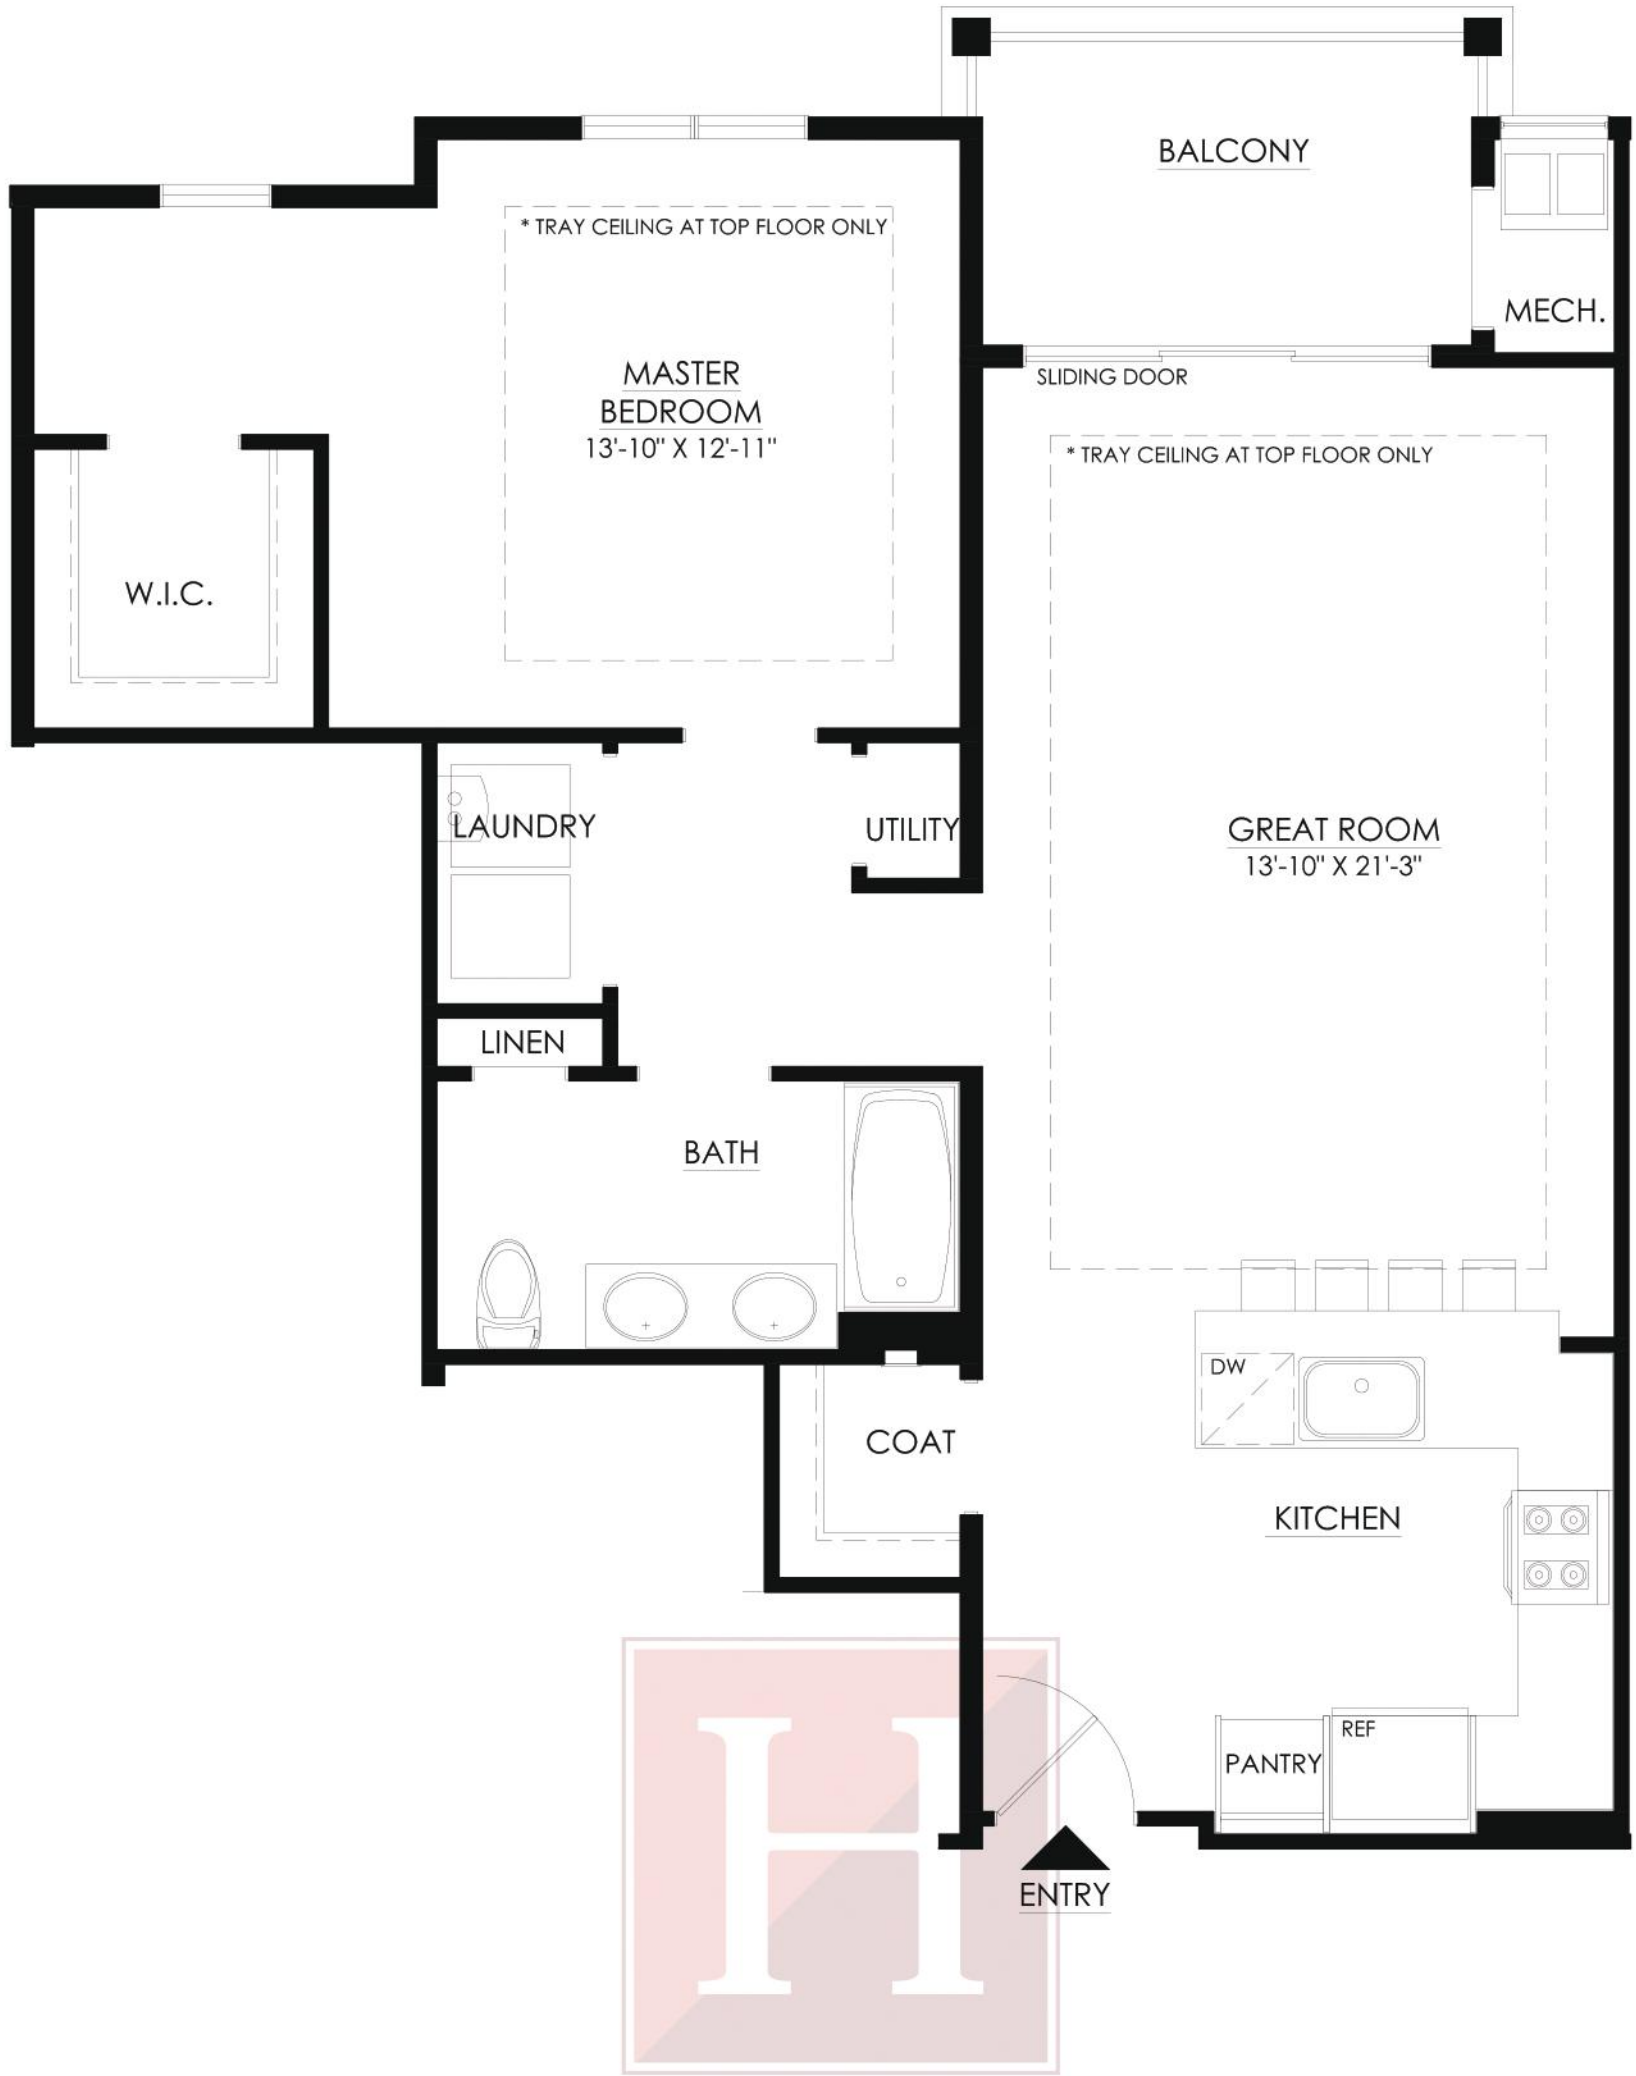 BALCONY
* TRAY CEILING AT TOP FLOOR ONLY
MECH.
MASTER
BEDROOM
13'-10" X 12'-11"
SLIDING DOOR
* TRAY CEILING AT TOP FLOOR ONLY
W.I.C.
LAUNDRY
UTILITY
GREAT ROOM
13'-10" X 21'-3"
LINEN
BATH
DW
COAT
KITCHEN
REF
PANTRY
ENTRY
H